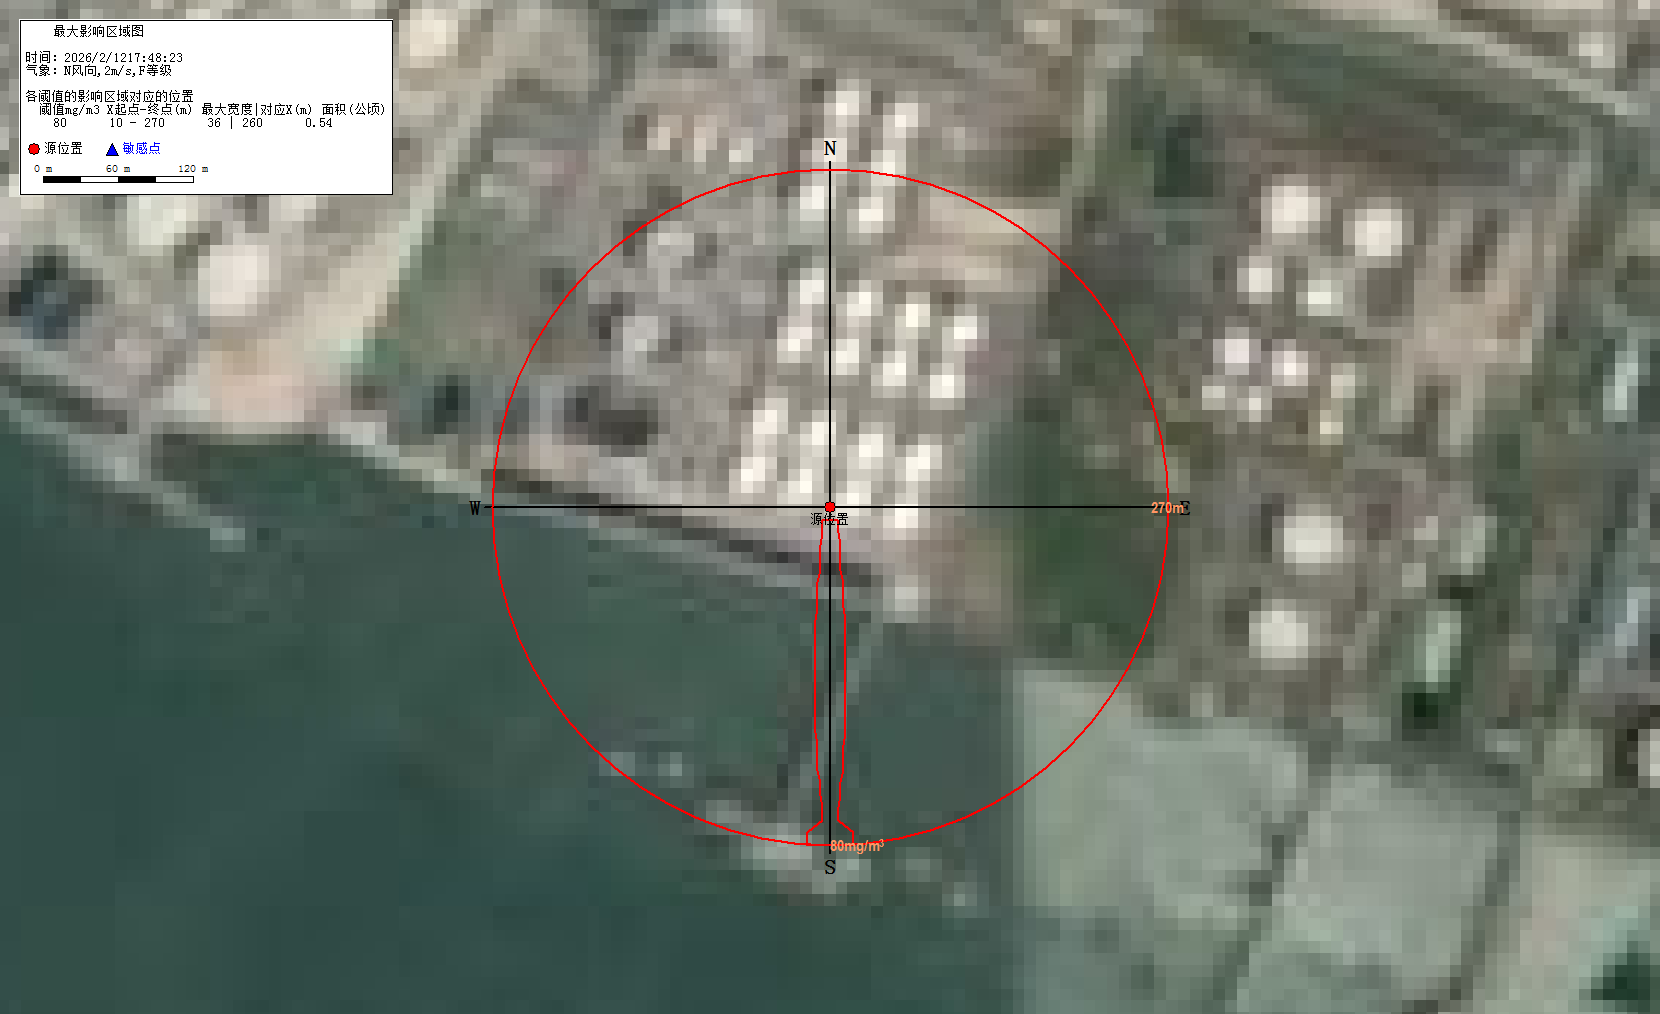 最大影响区域图
时间：2026/2/1217:48:23
气象：N风向,2m/s,F等级
各阈值的影响区域对应的位置
阈值mg/m3 X起点-终点(m) 最大宽度|对应X(m) 面积(公顷)
80 10 - 270 36 | 260 0.54
源位置 敏感点
0 m 60 m 120 m
N
W
270m
E
源位置
80mg/m³
S